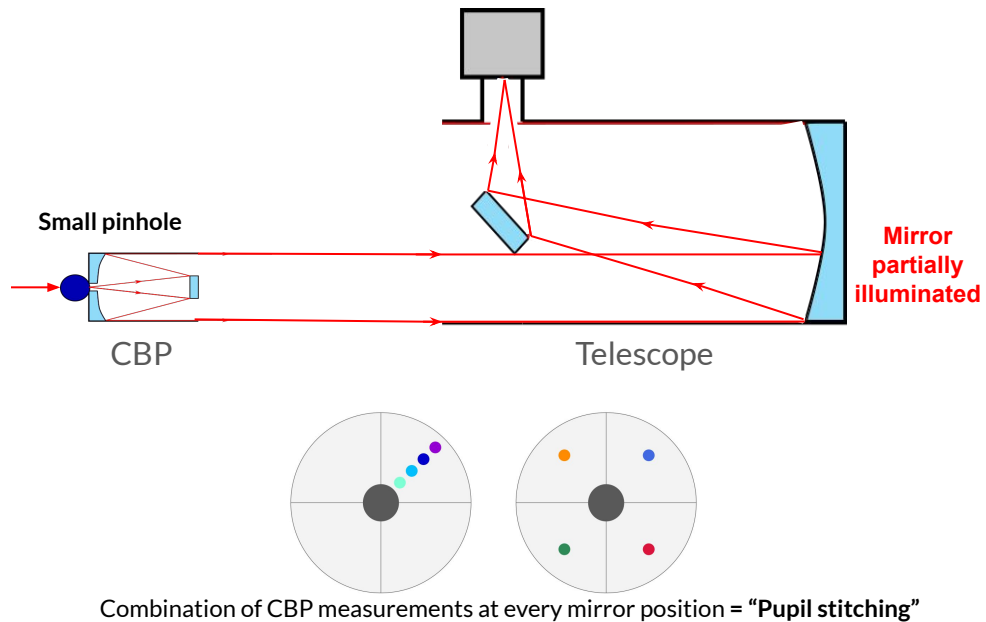 Small pinhole
Mirror
partially
illuminated
CBP
Telescope
Combination of CBP measurements at every mirror position = “Pupil stitching”